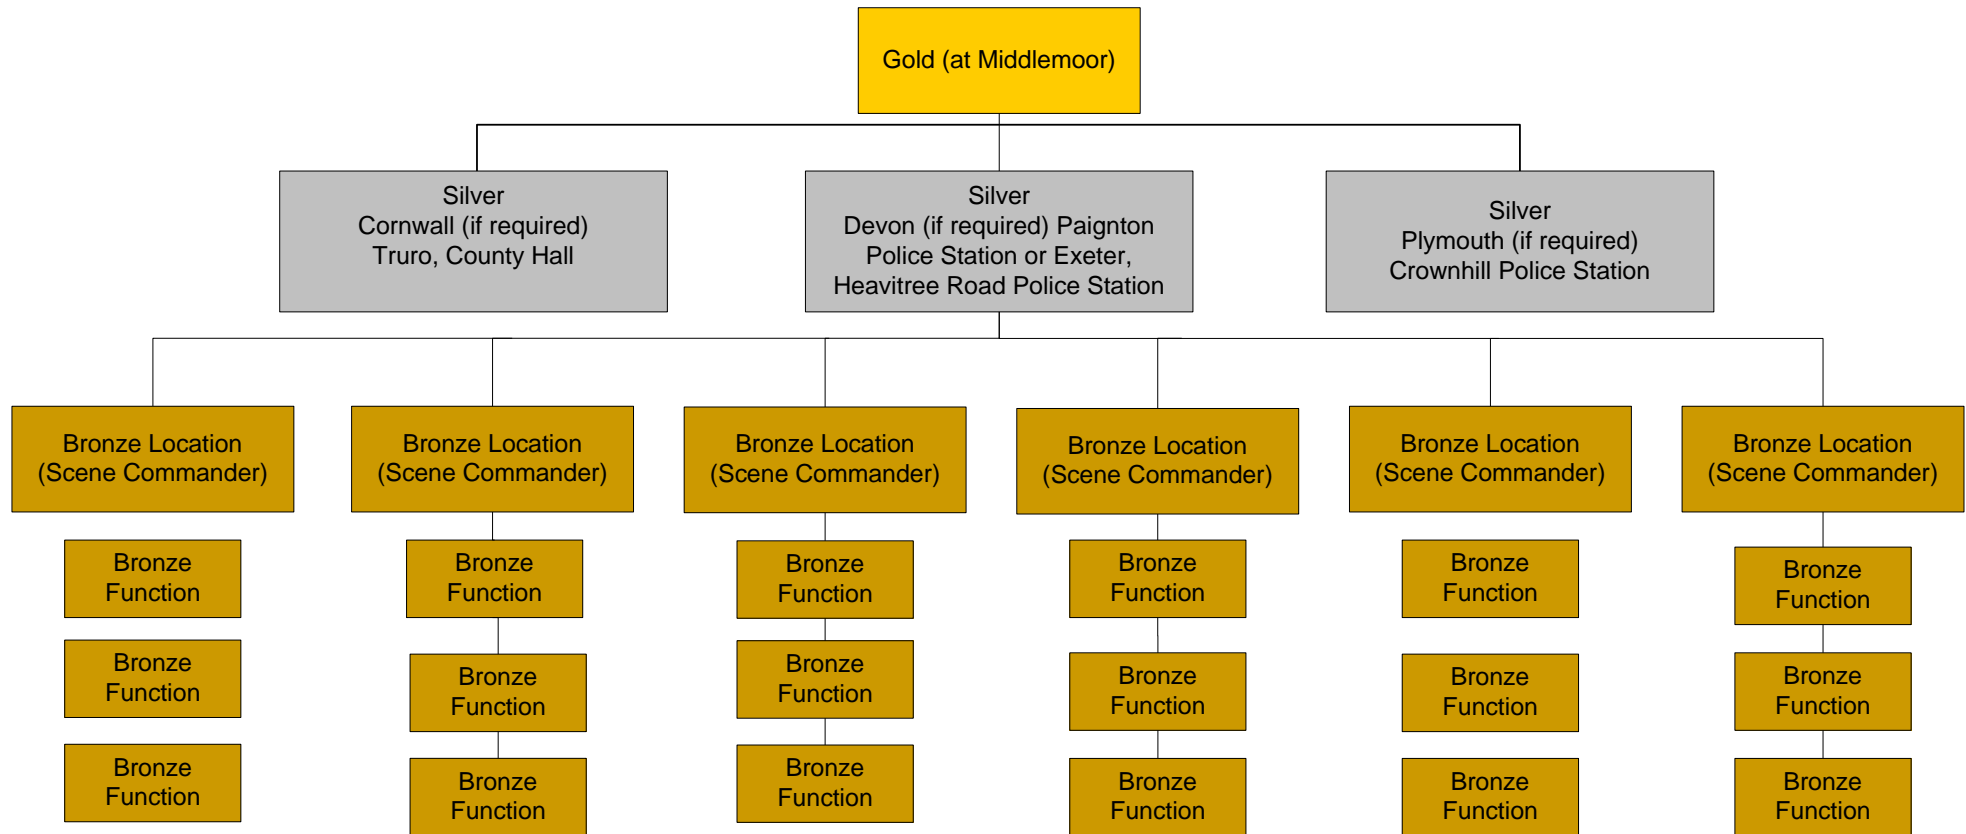 Gold (at Middlemoor)
Silver
Cornwall (if required)
Truro, County Hall
Silver
Devon (if required) Paignton
Police Station or Exeter,
Heavitree Road Police Station
Silver
Plymouth (if required)
Crownhill Police Station
Bronze Location
(Scene Commander)
Bronze Location
(Scene Commander)
Bronze Location
(Scene Commander)
Bronze Location
(Scene Commander)
Bronze Location
(Scene Commander)
Bronze Location
(Scene Commander)
Bronze
Function
Bronze
Function
Bronze
Function
Bronze
Function
Bronze
Function
Bronze
Function
Bronze
Function
Bronze
Function
Bronze
Function
Bronze
Function
Bronze
Function
Bronze
Function
Bronze
Function
Bronze
Function
Bronze
Function
Bronze
Function
Bronze
Function
Bronze
Function